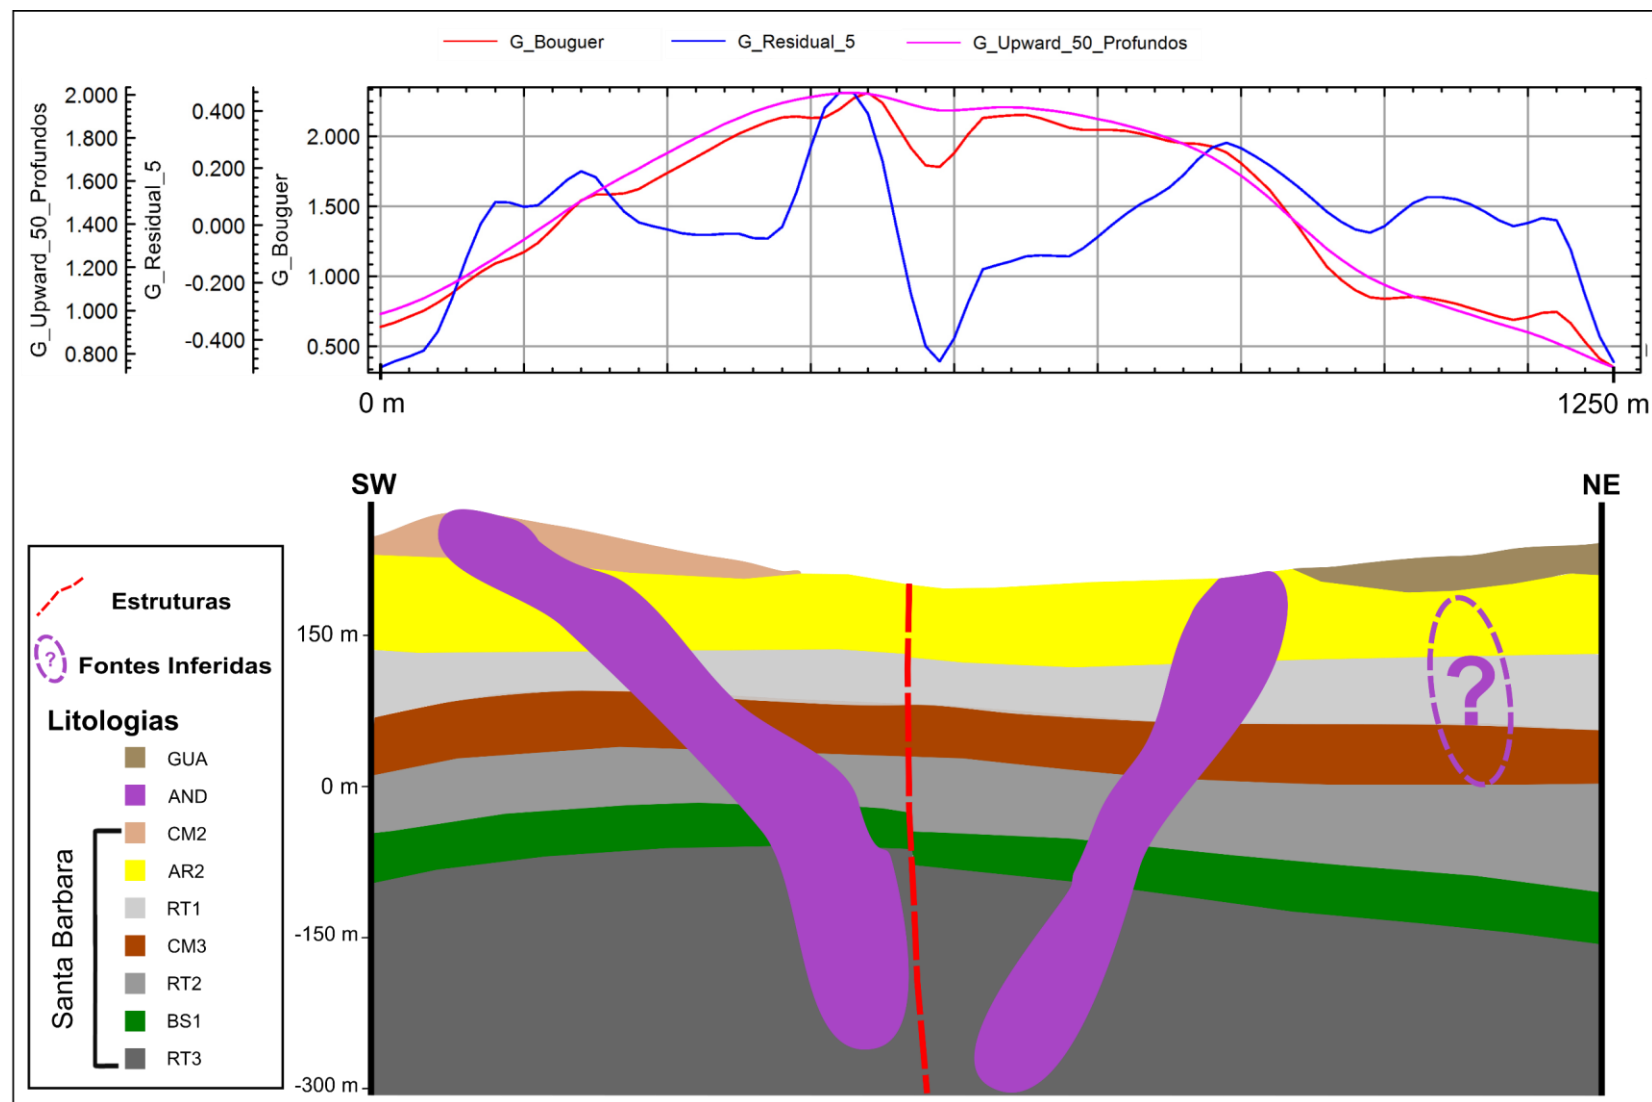 G_Bouguer G_Residual_5 G_Upward_50_Profundos
G_Upward_50_Profundos
2.000
1.800
1.600
1.400
1.200
1.000
0.800
G_Residual_5
0.400
0.200
0.000
-0.200
-0.400
G_Bouguer
2.000
1.500
1.000
0.500
0 m 1250 m
SW NE
150 m
0 m
-150 m
-300 m
?
Estruturas
? Fontes Inferidas
Litologias
GUA
AND
Santa Barbara
CM2
AR2
RT1
CM3
RT2
BS1
RT3